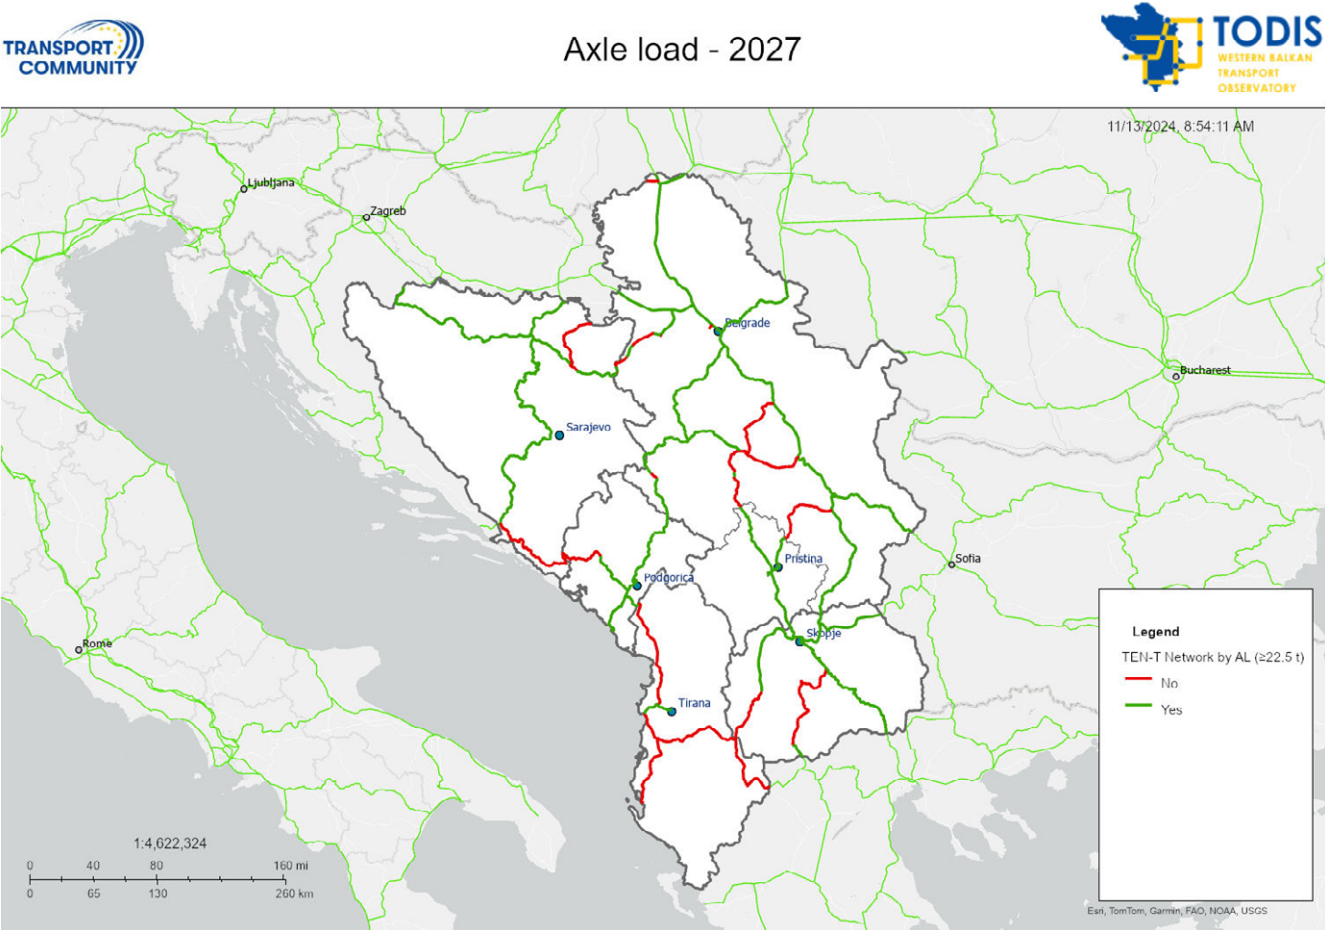 TRANSPORT
COMMUNITY
Axle load - 2027
TODIS
WESTERN BALKAN
TRANSPORT
OBSERVATORY
11/13/2024, 8:54:11 AM
Ljubljana
Zagreb
Belgrade
Bucharest
Sarajevo
Sofia
Pristina
Podgorica
Skopje
Rome
Tirana
Legend
TEN-T Network by AL (≥22.5 t)
No
Yes
1:4,622,324
0 40 80 160 mi
0 65 130 260 km
Esri, TomTom, Garmin, FAO, NOAA, USGS